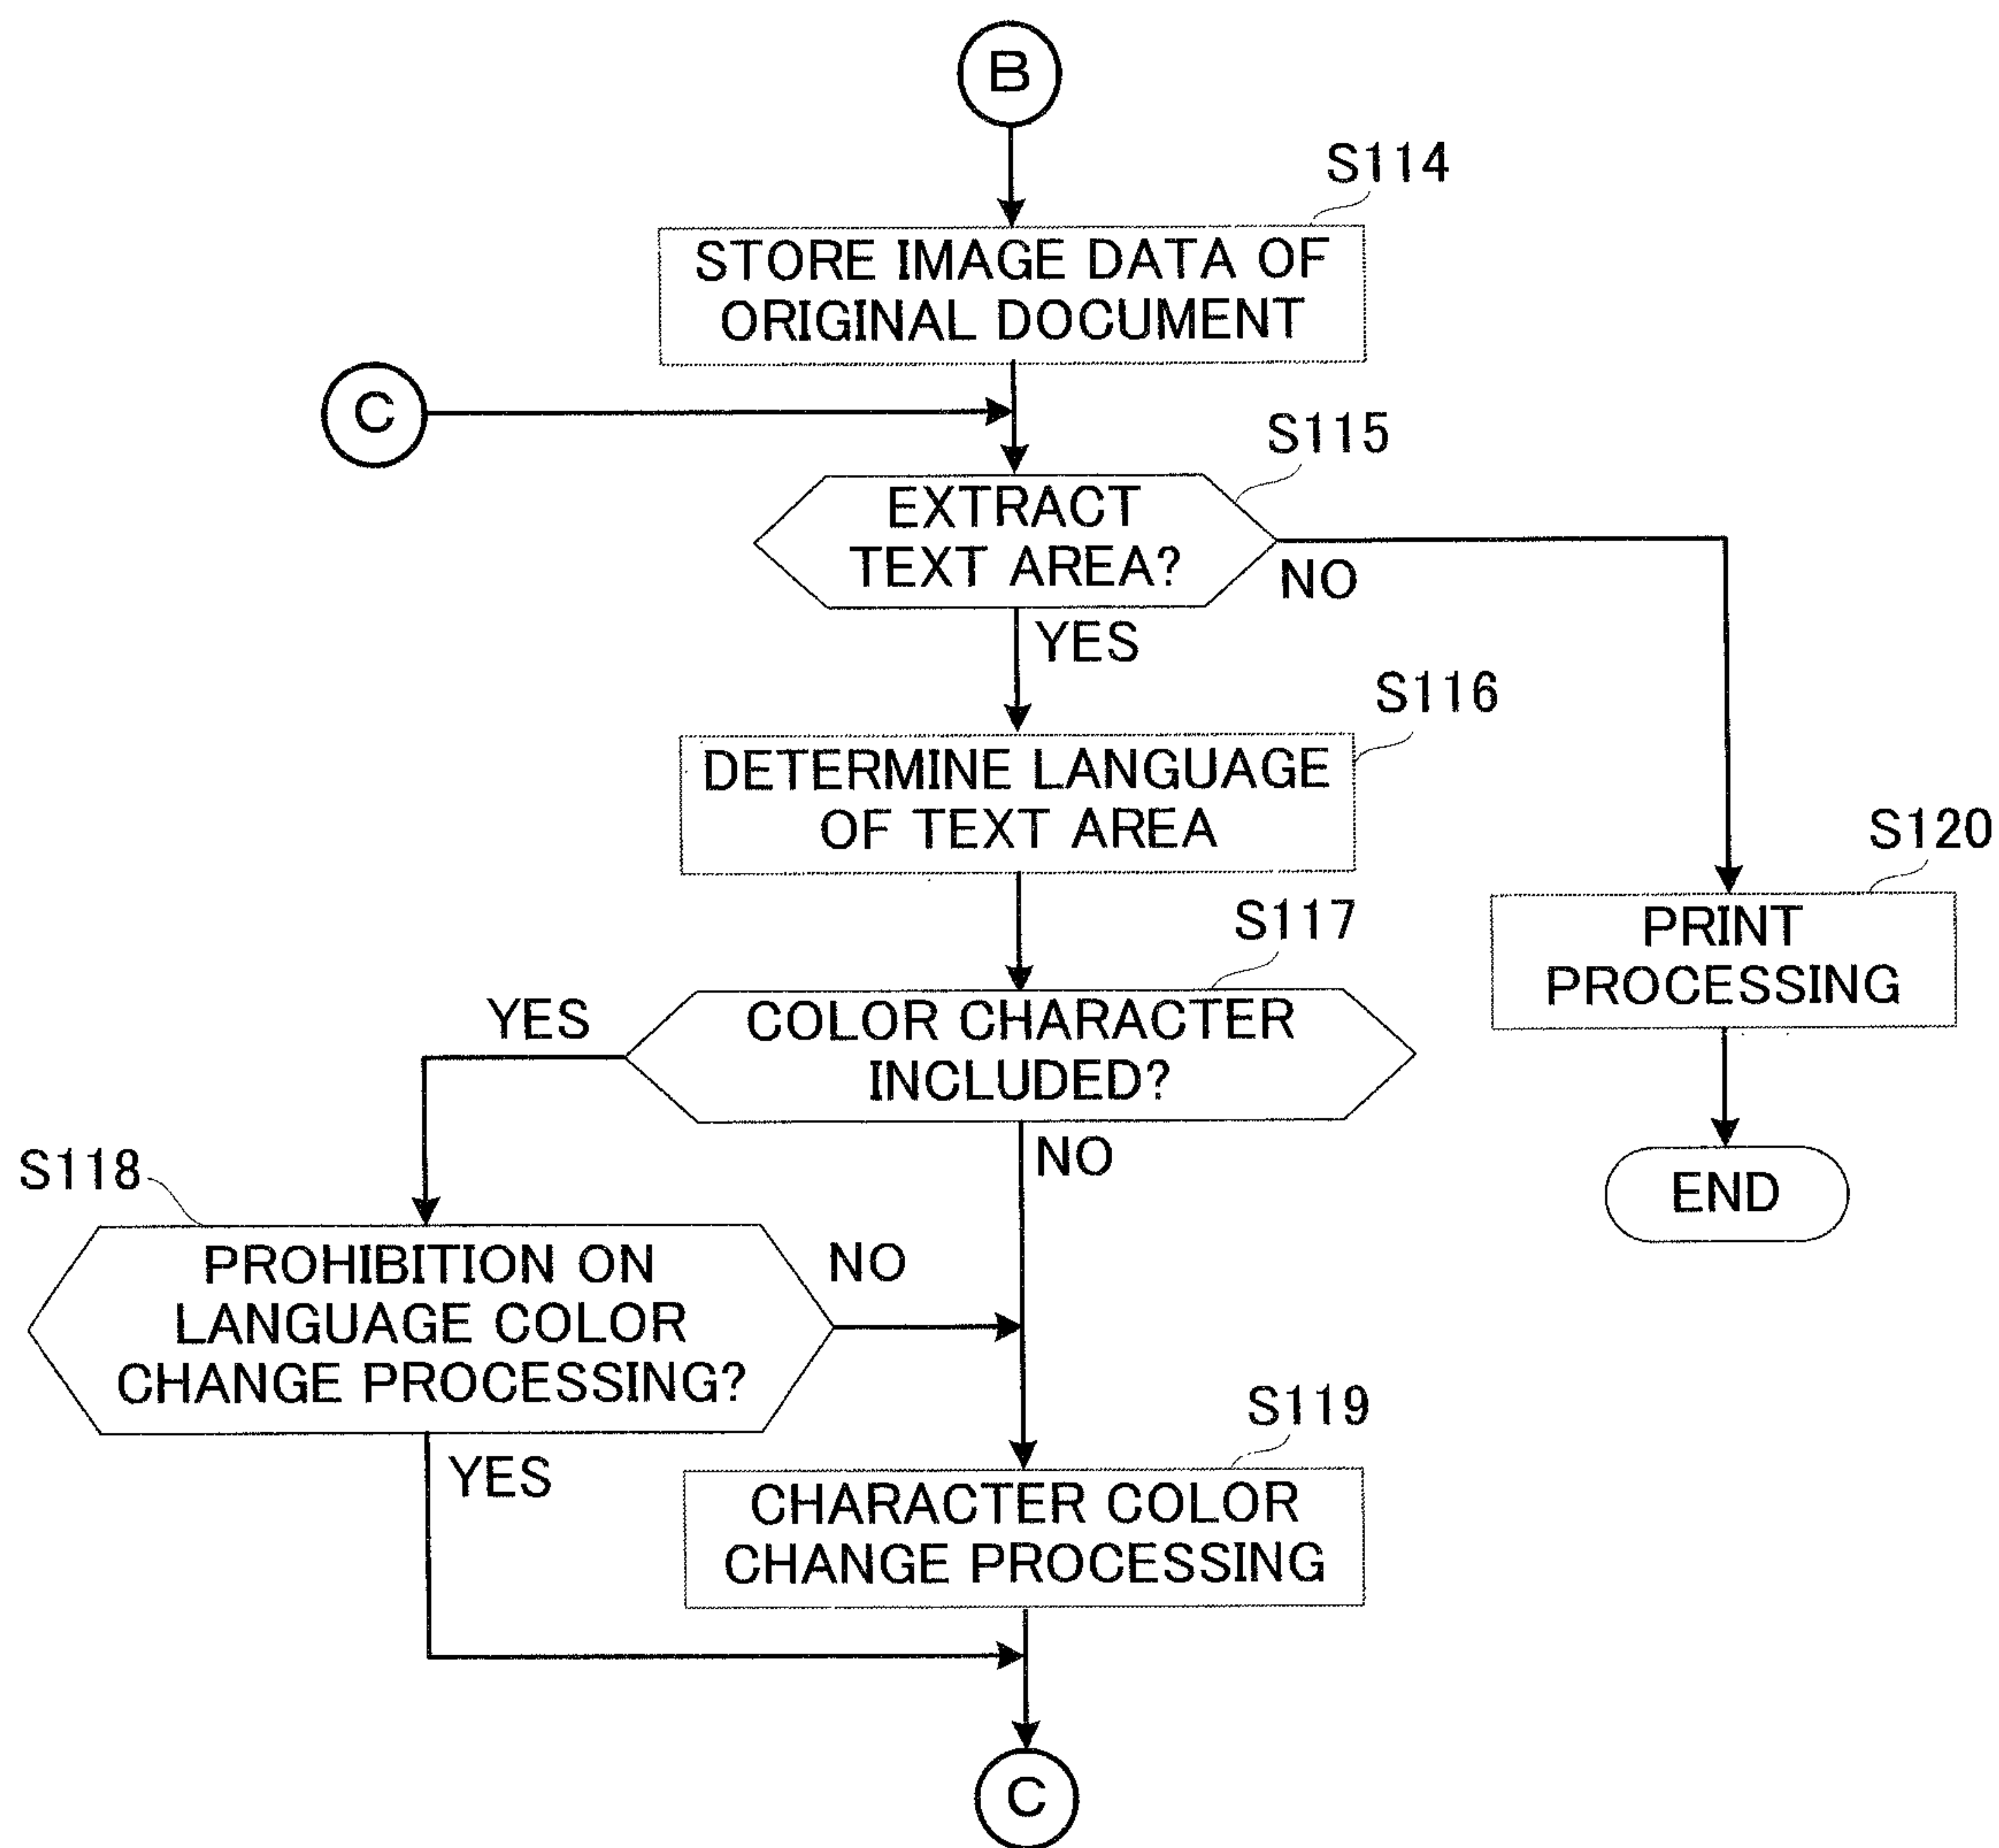 B
S114
STORE IMAGE DATA OF
ORIGINAL DOCUMENT
C
S115
EXTRACT
TEXT AREA?
NO
YES
S116
DETERMINE LANGUAGE
OF TEXT AREA
S120
PRINT
PROCESSING
S117
YES
COLOR CHARACTER
INCLUDED?
NO
END
S118
PROHIBITION ON
LANGUAGE COLOR
CHANGE PROCESSING?
NO
YES
S119
CHARACTER COLOR
CHANGE PROCESSING
C